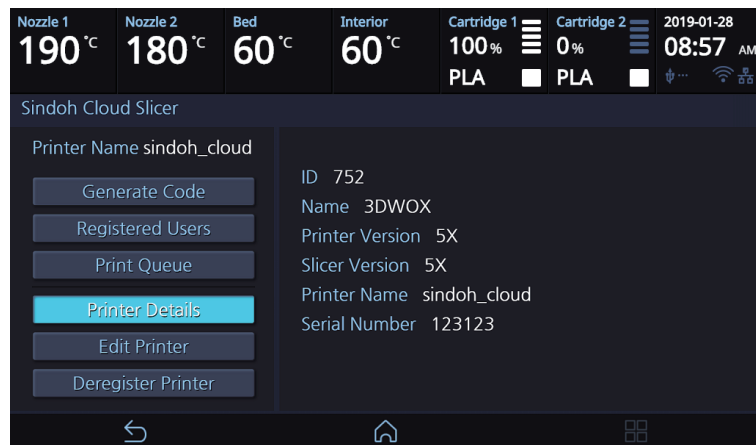 Nozzle 1 Nozzle 2 Bed Interior Cartridge 1 Cartridge 2 2019-01-28
190 °C 180 °C 60 °C 60 °C 100 % 0 % 08:57 AM
PLA PLA
Sindoh Cloud Slicer
Printer Name sindoh_cloud
Generate Code
Registered Users
Print Queue
Printer Details
Edit Printer
Deregister Printer
ID 752
Name 3DWOX
Printer Version 5X
Slicer Version 5X
Printer Name sindoh_cloud
Serial Number 123123